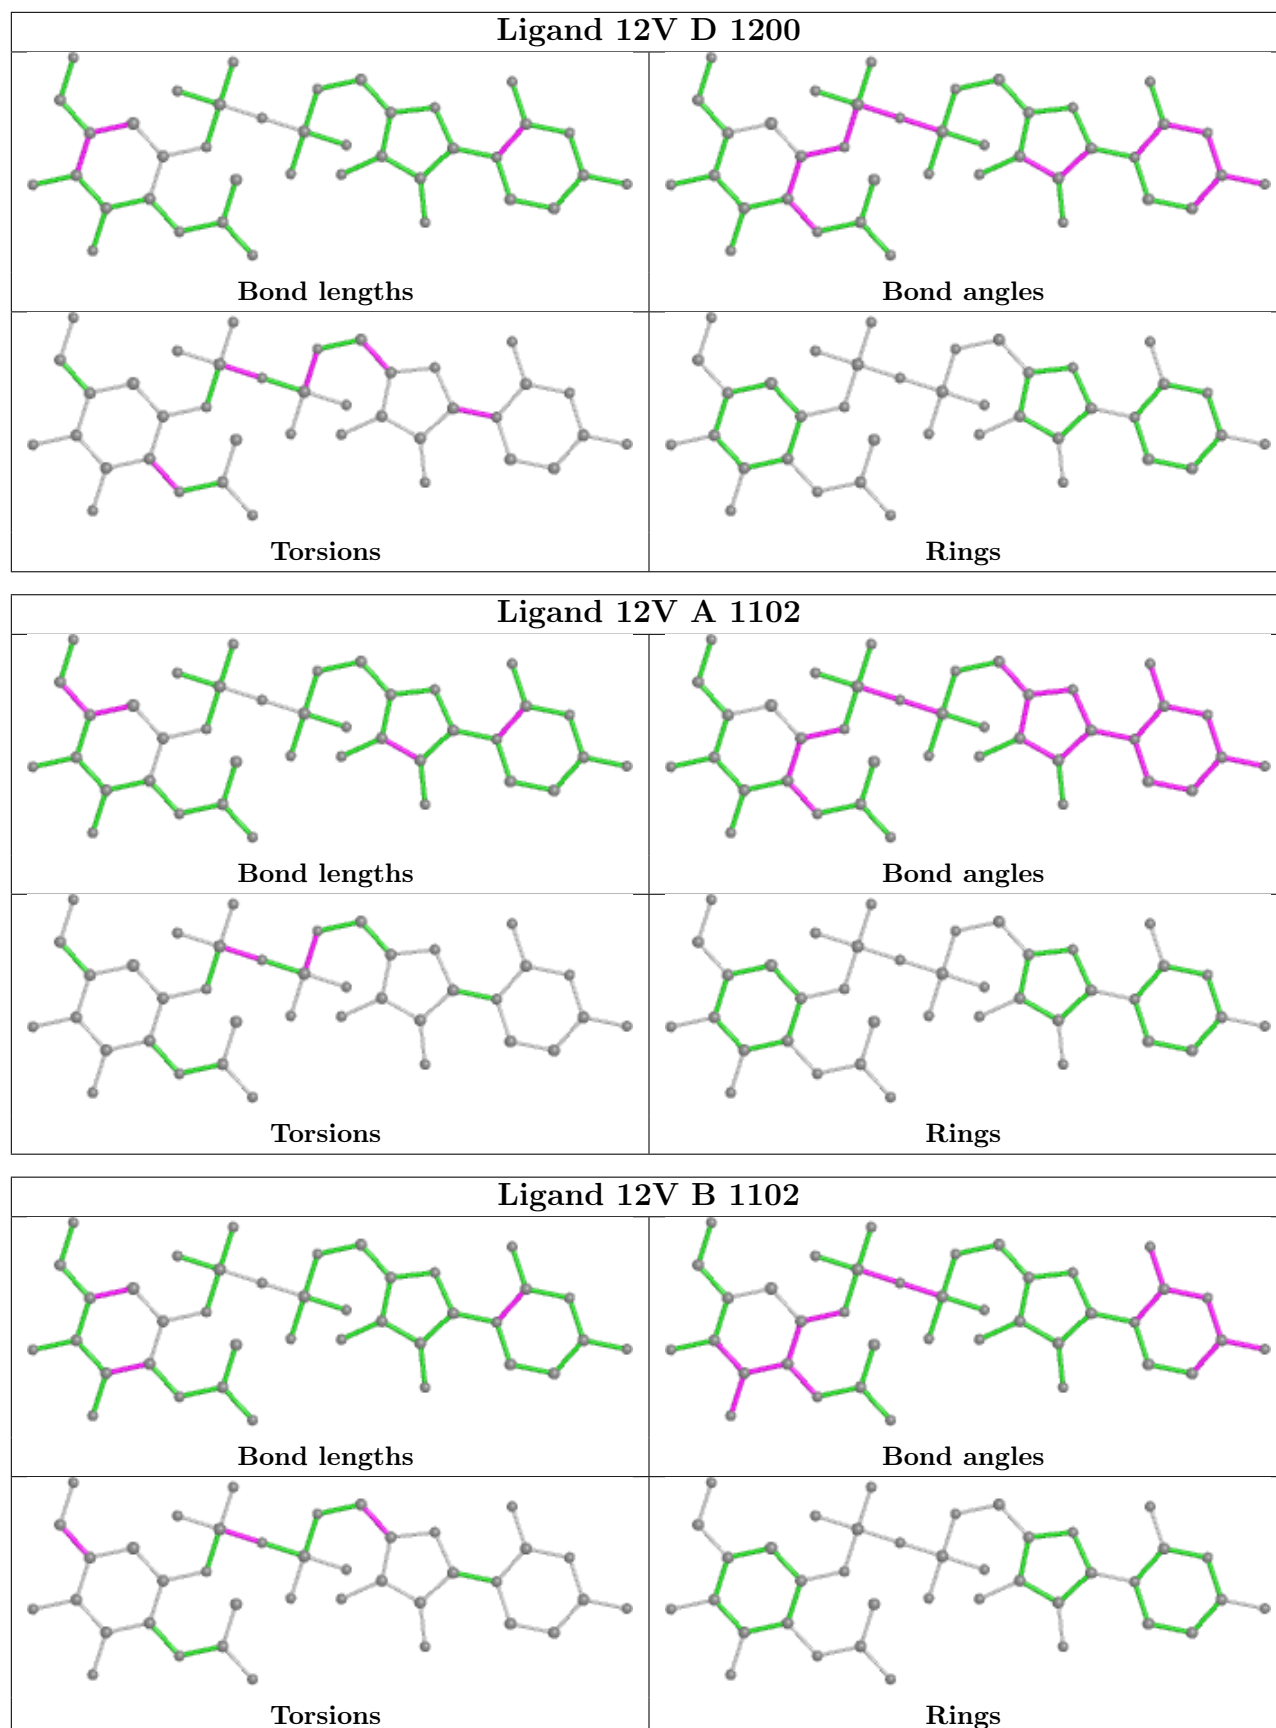 Ligand 12V D 1200
Bond lengths
Bond angles
Torsions
Rings
Ligand 12V A 1102
Bond lengths
Bond angles
Torsions
Rings
Ligand 12V B 1102
Bond lengths
Bond angles
Torsions
Rings